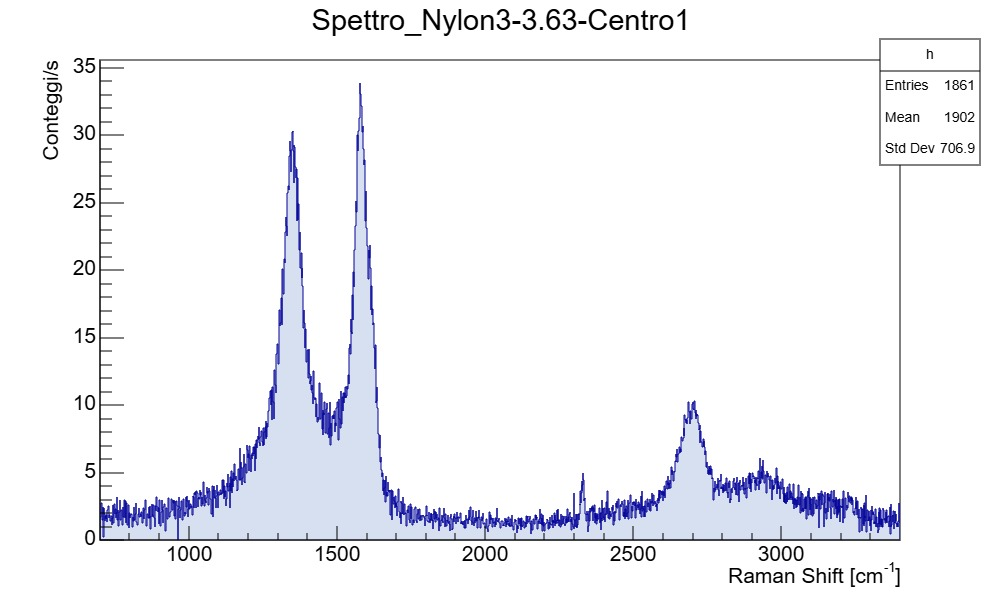 Spettro_Nylon3-3.63-Centro1
h
Entries 1861
Mean 1902
Std Dev 706.9
Conteggi/s
35
30
25
20
15
10
5
0
1000 1500 2000 2500 3000
Raman Shift [cm-1]